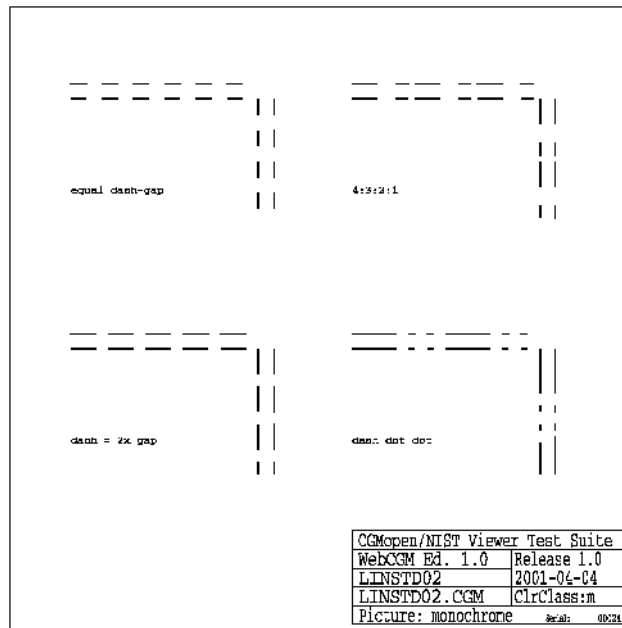 equal dash-gap
4:3:2:1
dash = 2x gap
dash dot dot
CGMopen/NIST Viewer Test Suite
WebCGM Ed. 1.0
Release 1.0
LINSTD02
2001-04-04
LINSTD02.CGM
ClrClass:m
Picture: monochrome
Serial: